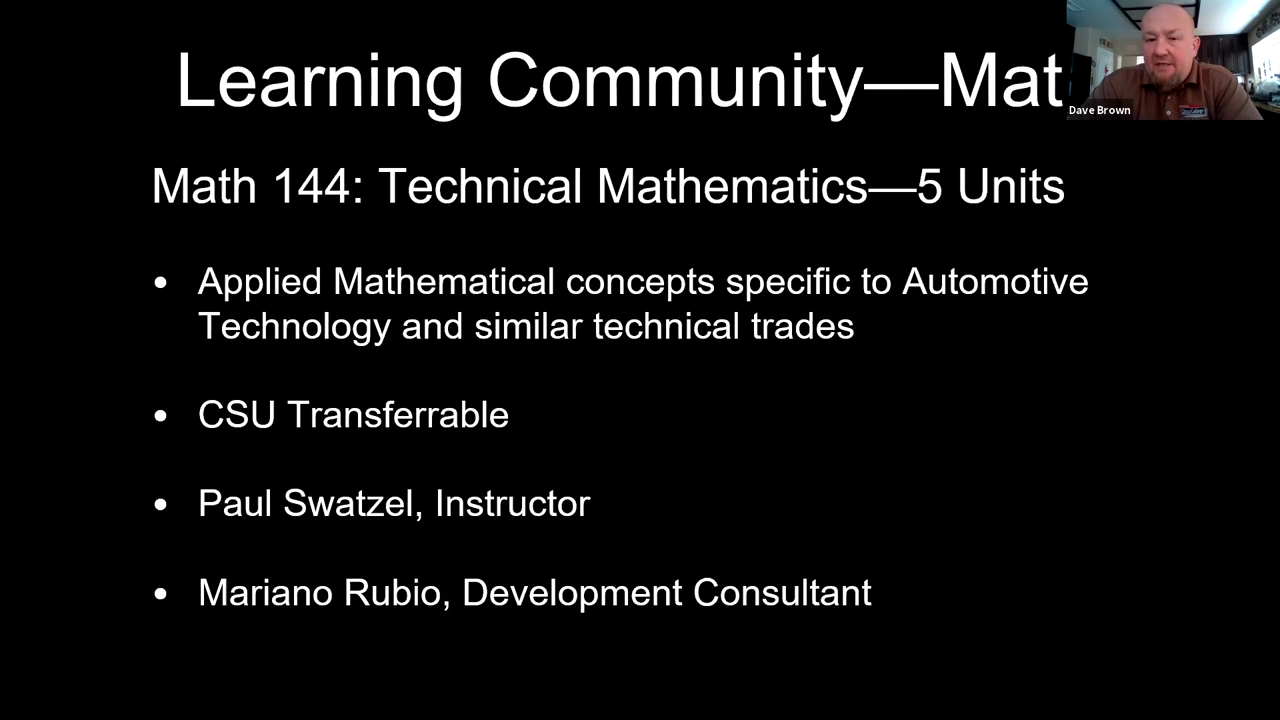 Learning Community—Mat
Dave Brown
Math 144: Technical Mathematics—5 Units
• Applied Mathematical concepts specific to Automotive
Technology and similar technical trades
• CSU Transferrable
• Paul Swatzel, Instructor
• Mariano Rubio, Development Consultant